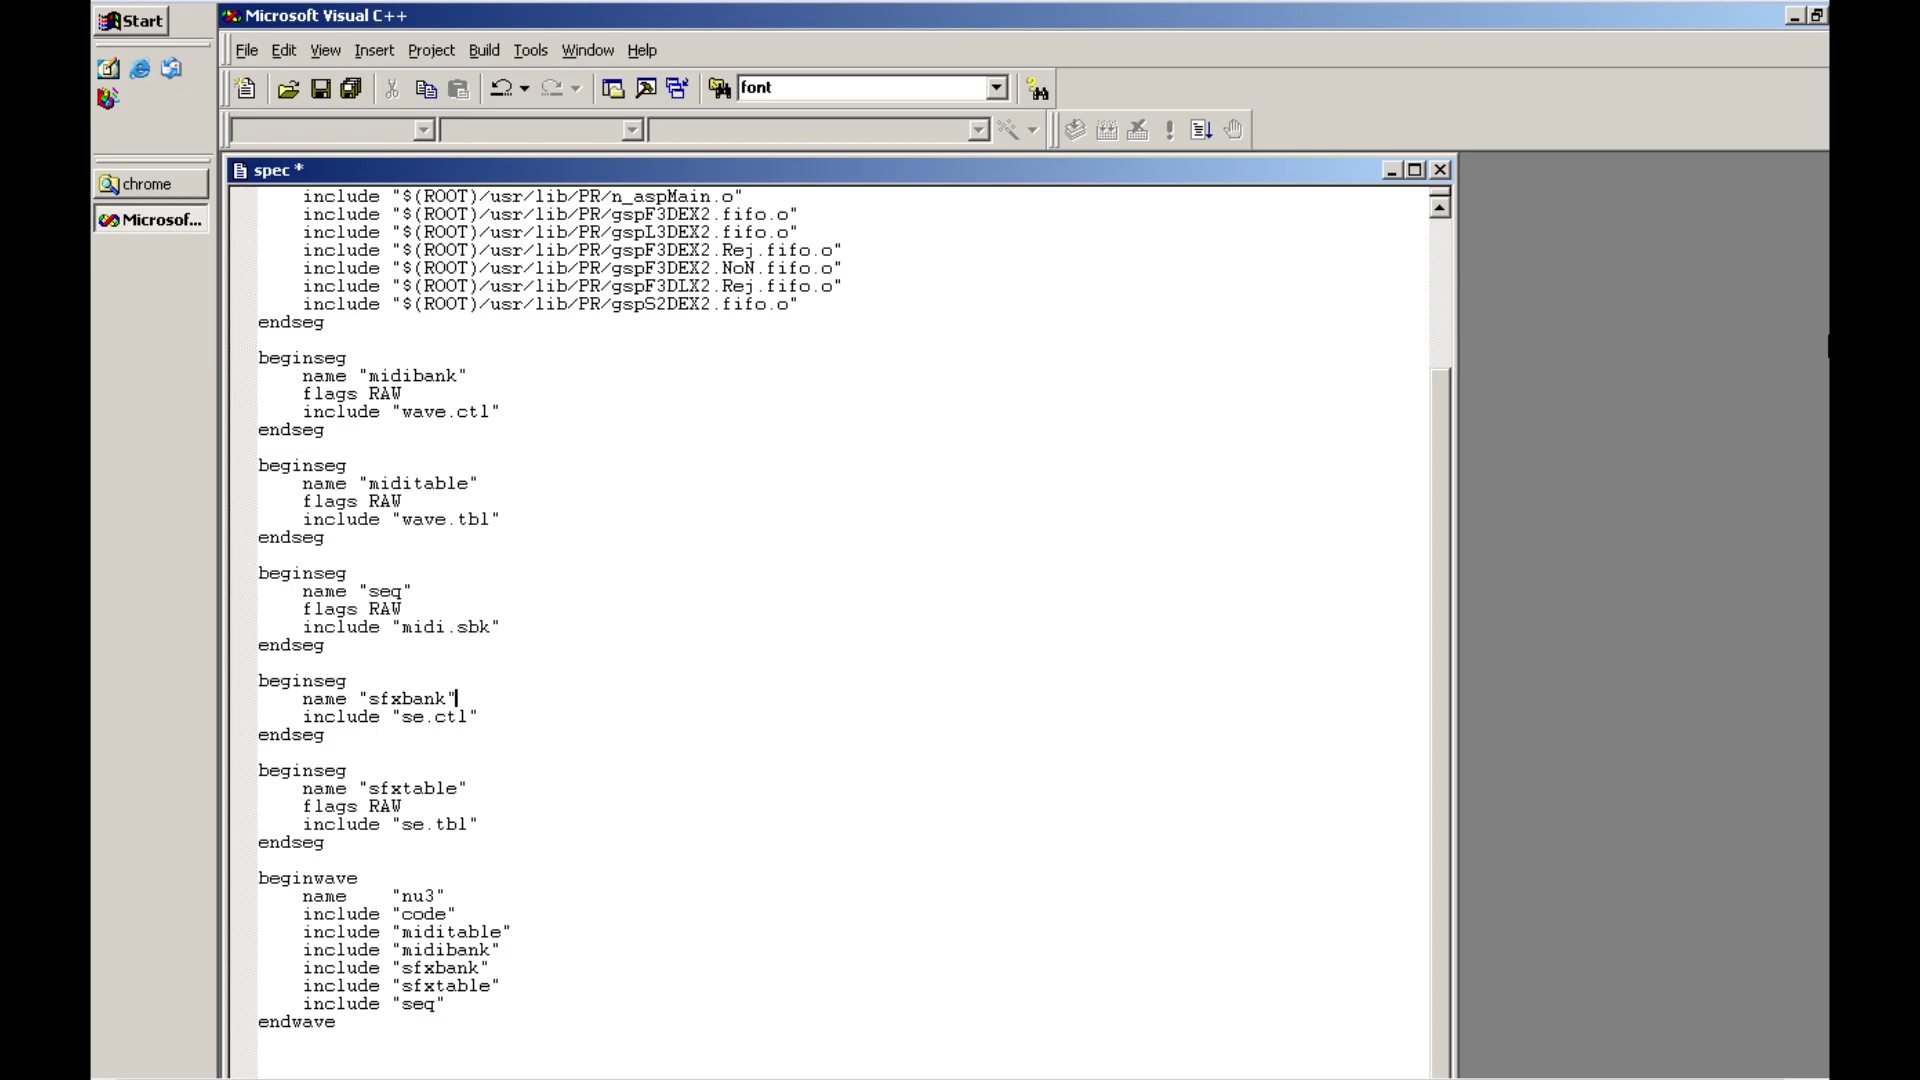 Start
Microsoft Visual C++
File Edit View Insert Project Build Tools Window Help
font
chrome
Microsof...
spec *
include "$(ROOT)/usr/lib/PR/n_aspMain.o"
include "$(ROOT)/usr/lib/PR/gspF3DEX2.fifo.o"
include "$(ROOT)/usr/lib/PR/gspL3DEX2.fifo.o"
include "$(ROOT)/usr/lib/PR/gspF3DEX2.Rej.fifo.o"
include "$(ROOT)/usr/lib/PR/gspF3DEX2.NoN.fifo.o"
include "$(ROOT)/usr/lib/PR/gspF3DLX2.Rej.fifo.o"
include "$(ROOT)/usr/lib/PR/gspS2DEX2.fifo.o"
endseg
beginseg
name "midibank"
flags RAW
include "wave.ctl"
endseg
beginseg
name "miditable"
flags RAW
include "wave.tbl"
endseg
beginseg
name "seq"
flags RAW
include "midi.sbk"
endseg
beginseg
name "sfxbank"
include "se.ctl"
endseg
beginseg
name "sfxtable"
flags RAW
include "se.tbl"
endseg
beginwave
name "nu3"
include "code"
include "miditable"
include "midibank"
include "sfxbank"
include "sfxtable"
include "seq"
endwave